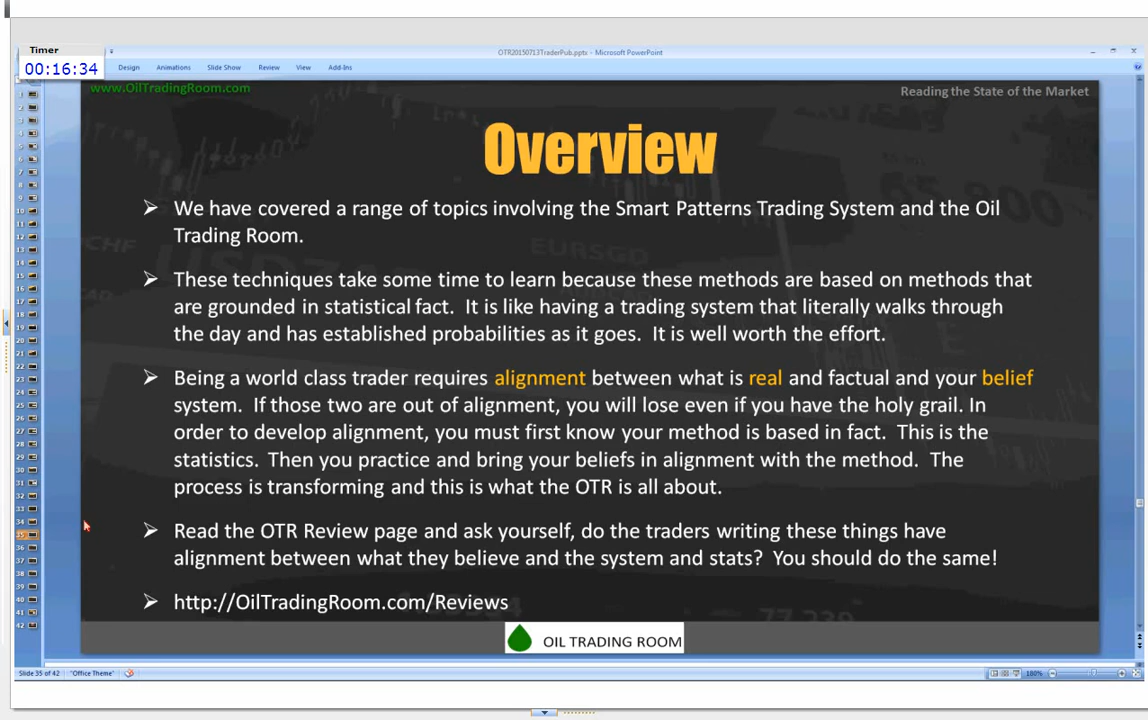 Timer
OTR20150713TraderPub.pptx - Microsoft PowerPoint
00:16:34
Design Animations Slide Show Review View Add-Ins
www.OilTradingRoom.com
Reading the State of the Market
Overview
➢ We have covered a range of topics involving the Smart Patterns Trading System and the Oil
Trading Room.
➢ These techniques take some time to learn because these methods are based on methods that
are grounded in statistical fact. It is like having a trading system that literally walks through
the day and has established probabilities as it goes. It is well worth the effort.
➢ Being a world class trader requires alignment between what is real and factual and your belief
system. If those two are out of alignment, you will lose even if you have the holy grail. In
order to develop alignment, you must first know your method is based in fact. This is the
statistics. Then you practice and bring your beliefs in alignment with the method. The
process is transforming and this is what the OTR is all about.
➢ Read the OTR Review page and ask yourself, do the traders writing these things have
alignment between what they believe and the system and stats? You should do the same!
➢ http://OilTradingRoom.com/Reviews
OIL TRADING ROOM
Slide 35 of 42 "Office Theme" 180%